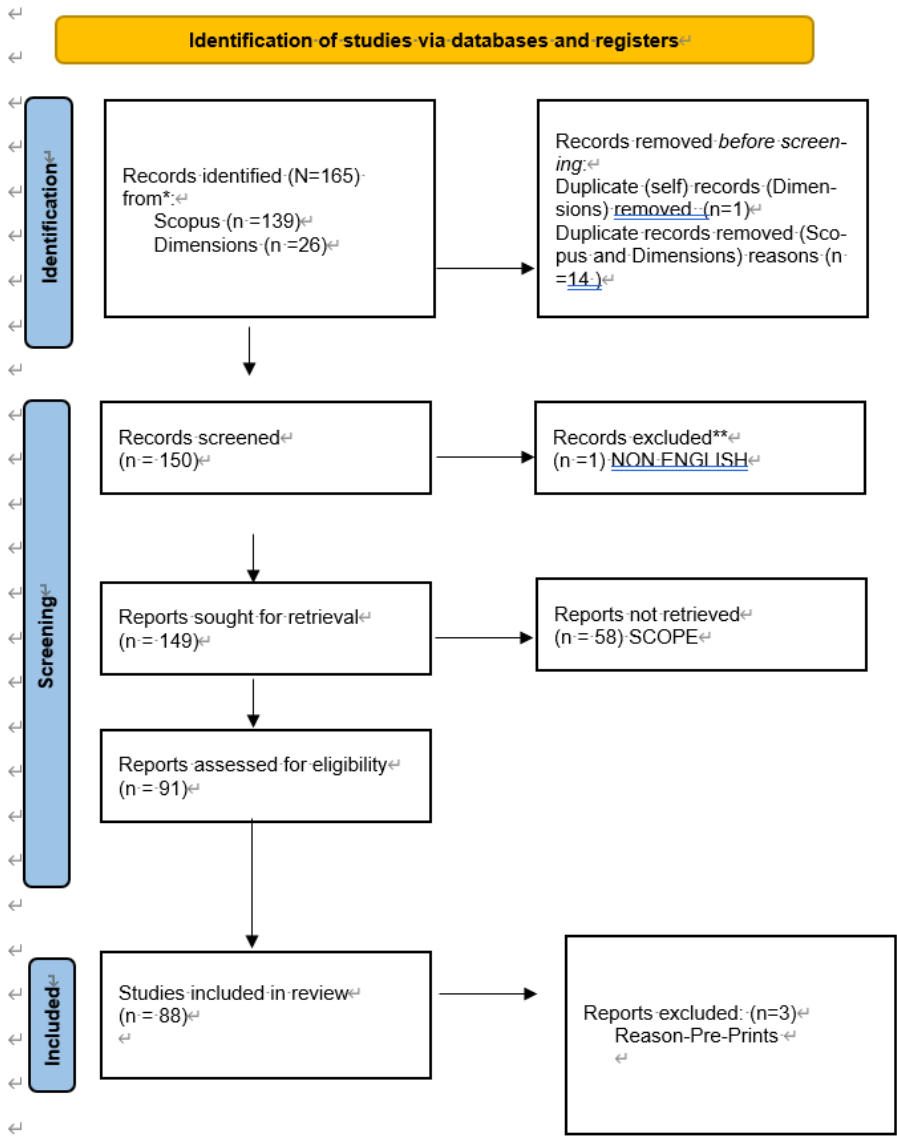 Identification of studies via databases and registers
Identification
Records identified (N=165)
from*:
Scopus (n =139)
Dimensions (n =26)
Records removed before screen-
ing:
Duplicate (self) records (Dimen-
sions) removed  (n=1)
Duplicate records removed (Sco-
pus and Dimensions) reasons (n
=14 )
Screening
Records screened
(n = 150)
Records excluded**
(n =1) NON ENGLISH
Reports sought for retrieval
(n = 149)
Reports not retrieved
(n = 58) SCOPE
Reports assessed for eligibility
(n = 91)
Included
Studies included in review
(n = 88)
Reports excluded: (n=3)
Reason-Pre-Prints